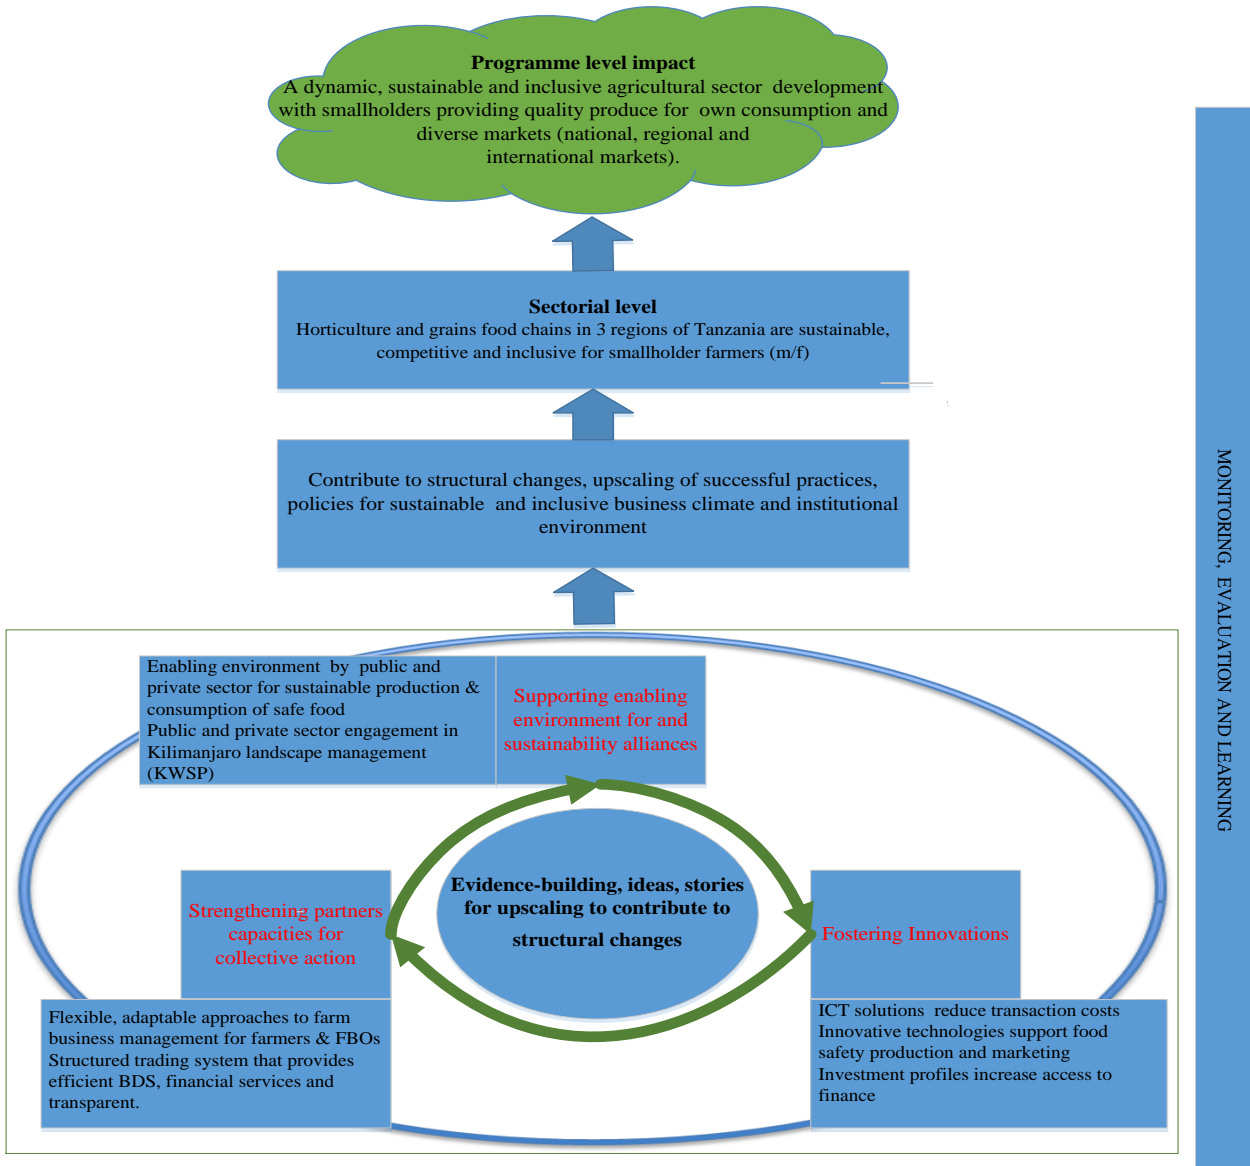 Programme level impact
A dynamic, sustainable and inclusive agricultural sector development
with smallholders providing quality produce for own consumption and
diverse markets (national, regional and
international markets).
Sectorial level
Horticulture and grains food chains in 3 regions of Tanzania are sustainable,
competitive and inclusive for smallholder farmers (m/f)
Contribute to structural changes, upscaling of successful practices,
policies for sustainable and inclusive business climate and institutional
environment
Enabling environment by public and
private sector for sustainable production &
consumption of safe food
Public and private sector engagement in
Kilimanjaro landscape management
(KWSP)
Supporting enabling
environment for and
sustainability alliances
Evidence-building, ideas, stories
for upscaling to contribute to
structural changes
Strengthening partners
capacities for
collective action
Flexible, adaptable approaches to farm
business management for farmers & FBOs
Structured trading system that provides
efficient BDS, financial services and
transparent.
Fostering Innovations
ICT solutions reduce transaction costs
Innovative technologies support food
safety production and marketing
Investment profiles increase access to
finance
MONITORING, EVALUATION AND LEARNING